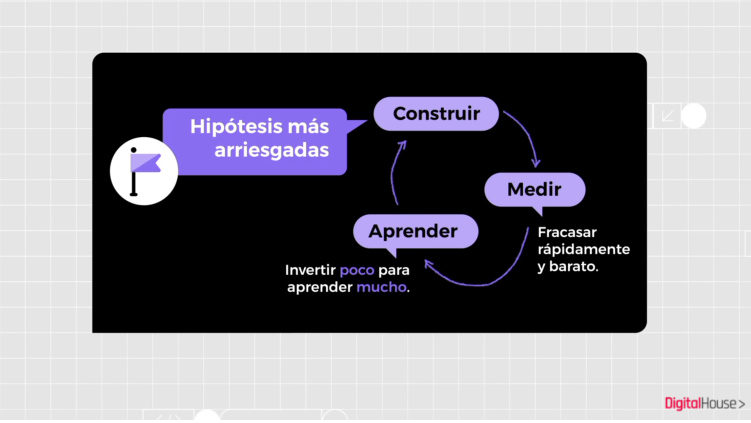 Hipótesis más
arriesgadas
Construir
Medir
Fracasar
rápidamente
y barato.
Aprender
Invertir poco para
aprender mucho.
DigitalHouse>